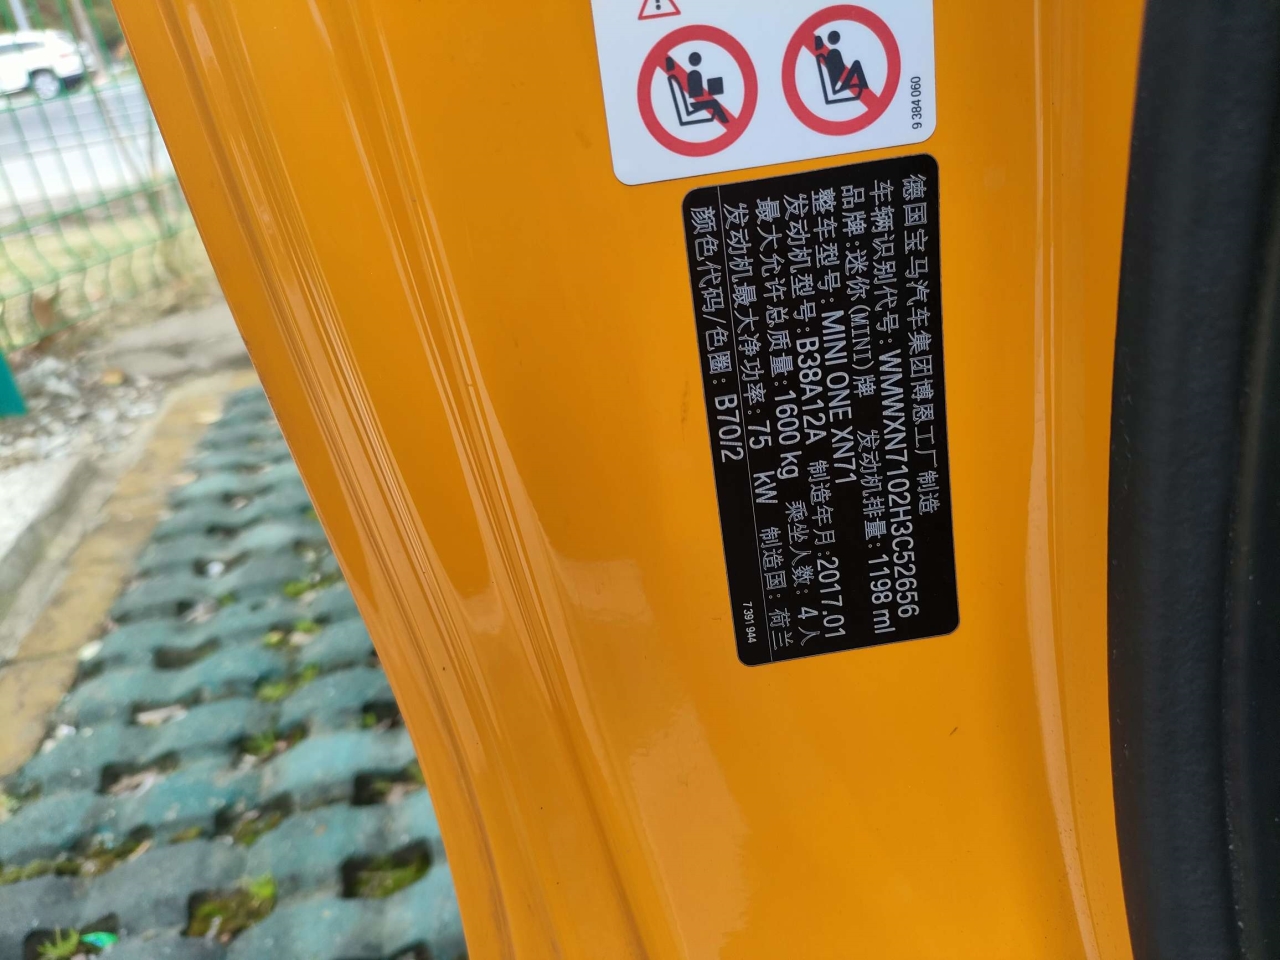 9 384 060
德国宝马汽车集团博恩工厂制造
车辆识别代号: WMWXN7102H3C52656
品牌:迷你(MINI)牌 发动机排量:1198 ml
整车型号: MINI ONE XN71
发动机型号:B38A12A 制造年月:2017.01
最大允许总质量:1600 kg 乘坐人数: 4 人
发动机最大净功率: 75 kW 制造国: 荷兰
颜色代码/色圈: B70/2
7 391 944